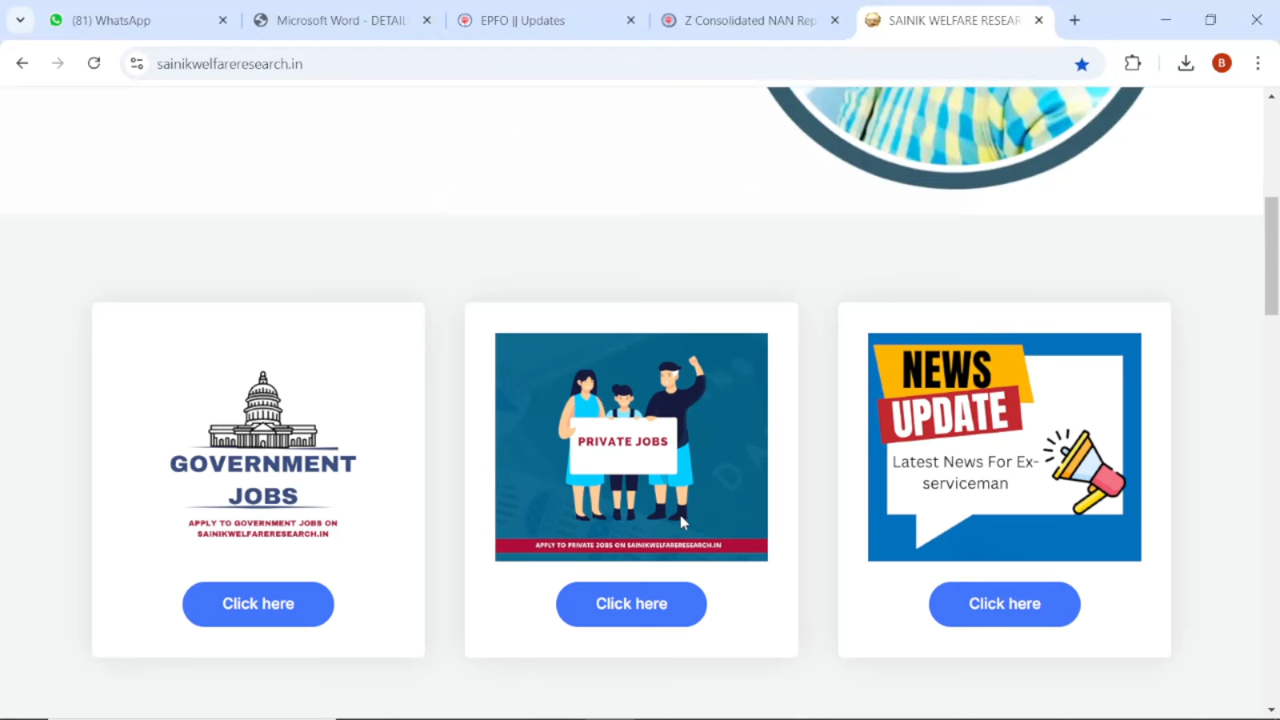 (81) WhatsApp
Microsoft Word - DETAIL
EPFO || Updates
Z Consolidated NAN Rep
SAINIK WELFARE RESEAR
sainikwelfareresearch.in
B
GOVERNMENT
JOBS
APPLY TO GOVERNMENT JOBS ON
SAINIKWELFARERESEARCH.IN
Click here
PRIVATE JOBS
APPLY TO PRIVATE JOBS ON SAINIKWELFARERESEARCH.IN
Click here
NEWS
UPDATE
Latest News For Ex-
serviceman
Click here